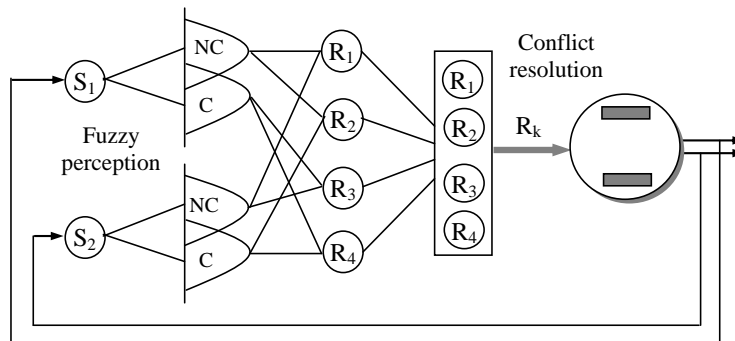 Conflict
resolution
NC
S₁
C
R₁
R₂
R₃
R₄
R₁
R₂
R₃
R₄
Rₖ
Fuzzy
perception
NC
S₂
C